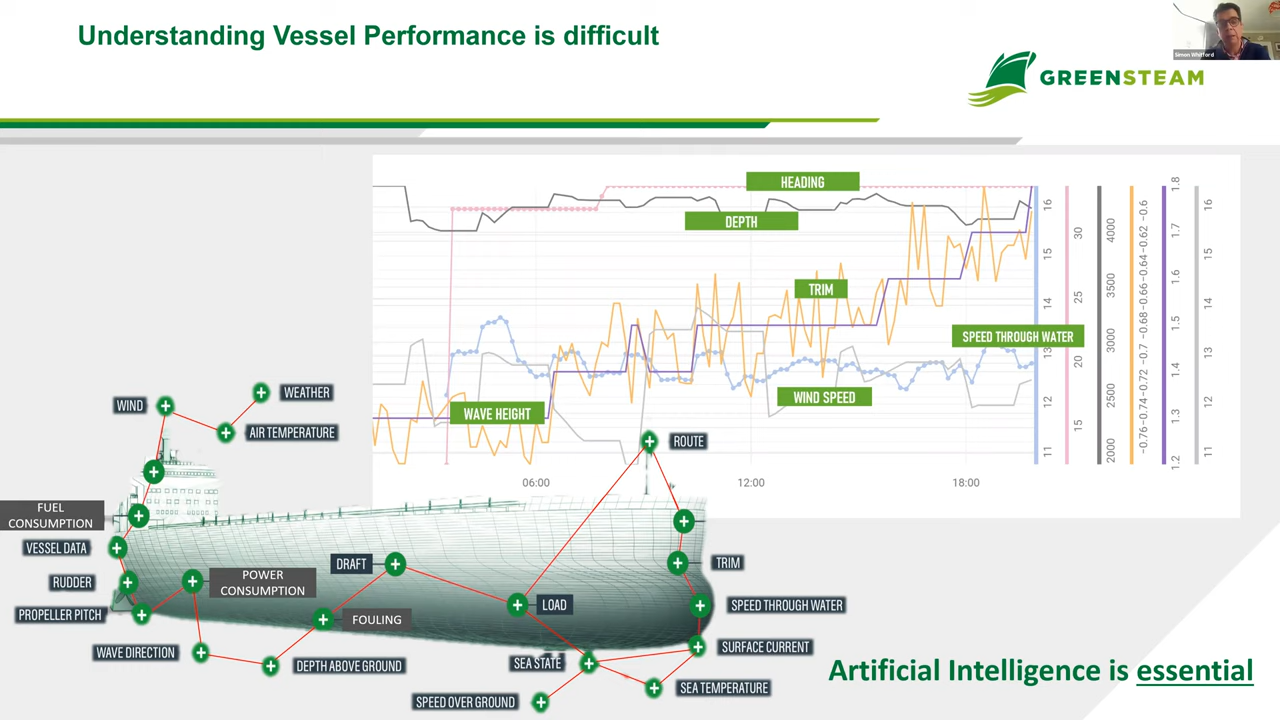 Understanding Vessel Performance is difficult
Simon Whitford
GREENSTEAM
HEADING
DEPTH
TRIM
SPEED THROUGH WATER
WIND SPEED
WAVE HEIGHT
06:00
12:00
18:00
11
12
13
14
15
16
15
20
25
30
2000
2500
3000
3500
4000
-0.76
-0.74
-0.72
-0.7
-0.68
-0.66
-0.64
-0.62
-0.6
1.2
1.3
1.4
1.5
1.6
1.7
1.8
11
12
13
14
15
16
WEATHER
WIND
AIR TEMPERATURE
ROUTE
FUEL
CONSUMPTION
VESSEL DATA
RUDDER
PROPELLER PITCH
POWER
CONSUMPTION
DRAFT
TRIM
LOAD
SPEED THROUGH WATER
FOULING
WAVE DIRECTION
DEPTH ABOVE GROUND
SEA STATE
SURFACE CURRENT
SPEED OVER GROUND
SEA TEMPERATURE
Artificial Intelligence is essential